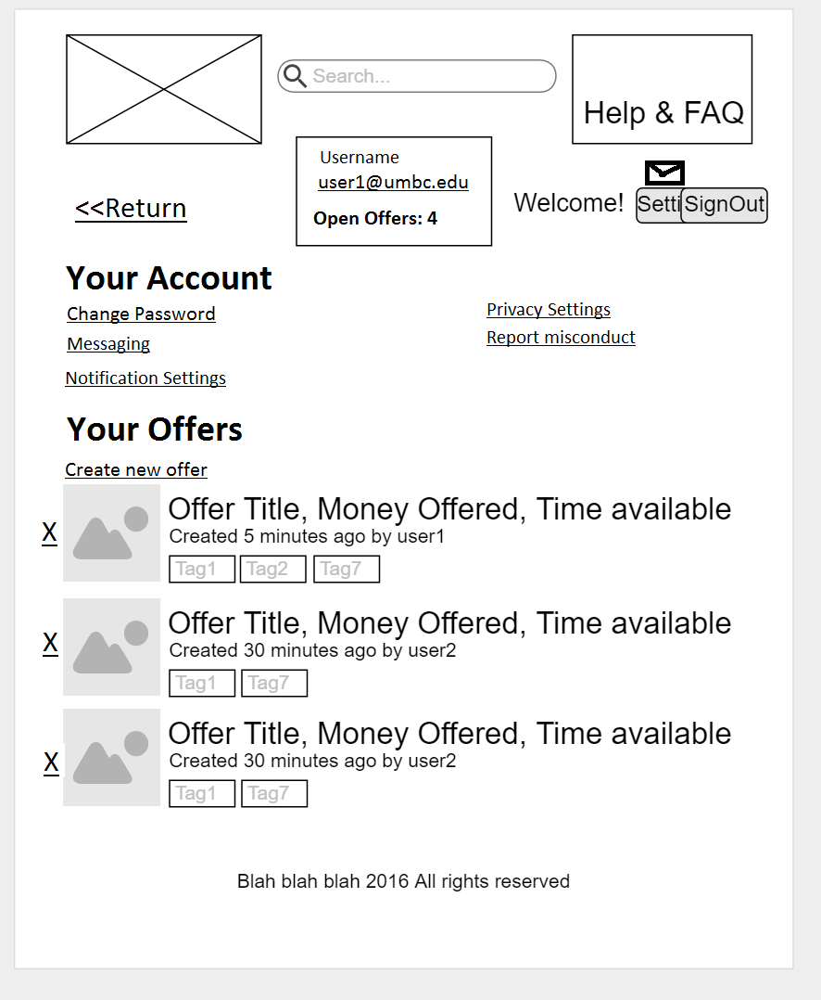 Search...
Help & FAQ
Username
user1@umbc.edu
Open Offers: 4
<<Return
Welcome!
Setti
SignOut
Your Account
Change Password
Messaging
Notification Settings
Privacy Settings
Report misconduct
Your Offers
Create new offer
X
Offer Title, Money Offered, Time available
Created 5 minutes ago by user1
Tag1 Tag2 Tag7
X
Offer Title, Money Offered, Time available
Created 30 minutes ago by user2
Tag1 Tag7
X
Offer Title, Money Offered, Time available
Created 30 minutes ago by user2
Tag1 Tag7
Blah blah blah 2016 All rights reserved